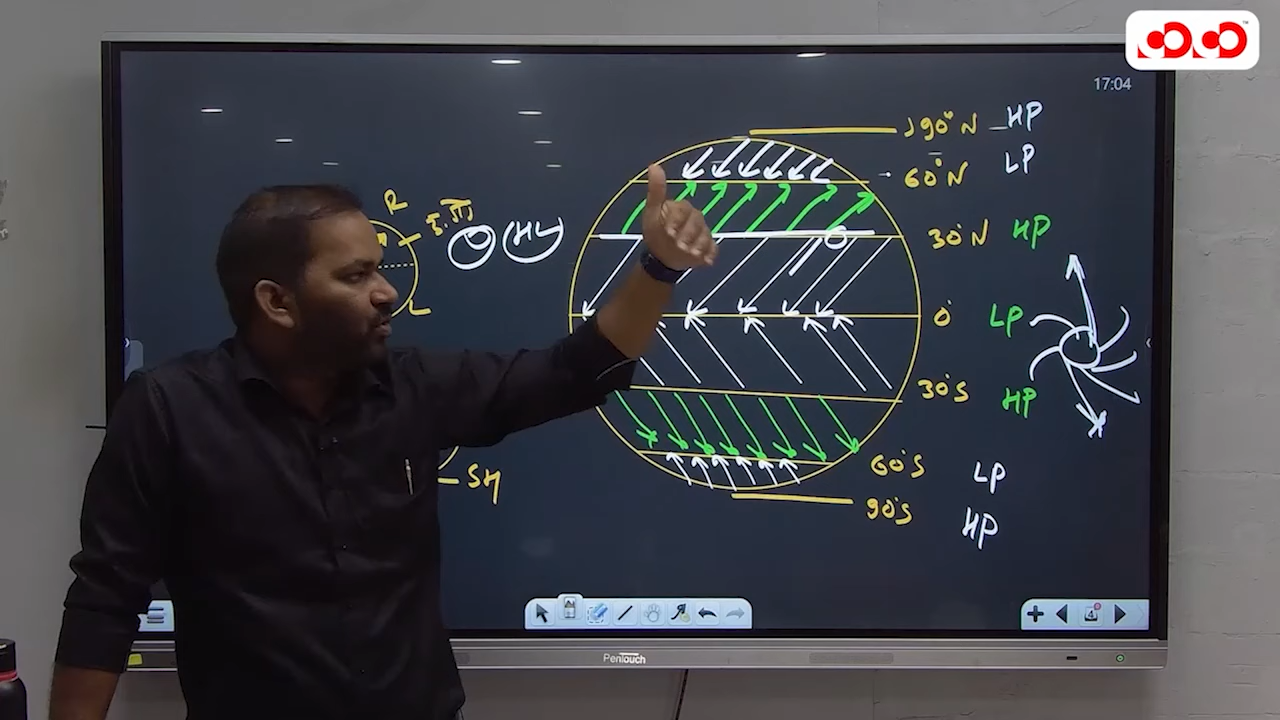 17:04
90°N HP
60°N LP
R
30°N HP
0° LP
L
30°S HP
60°S LP
SH
90°S HP
PenTouch